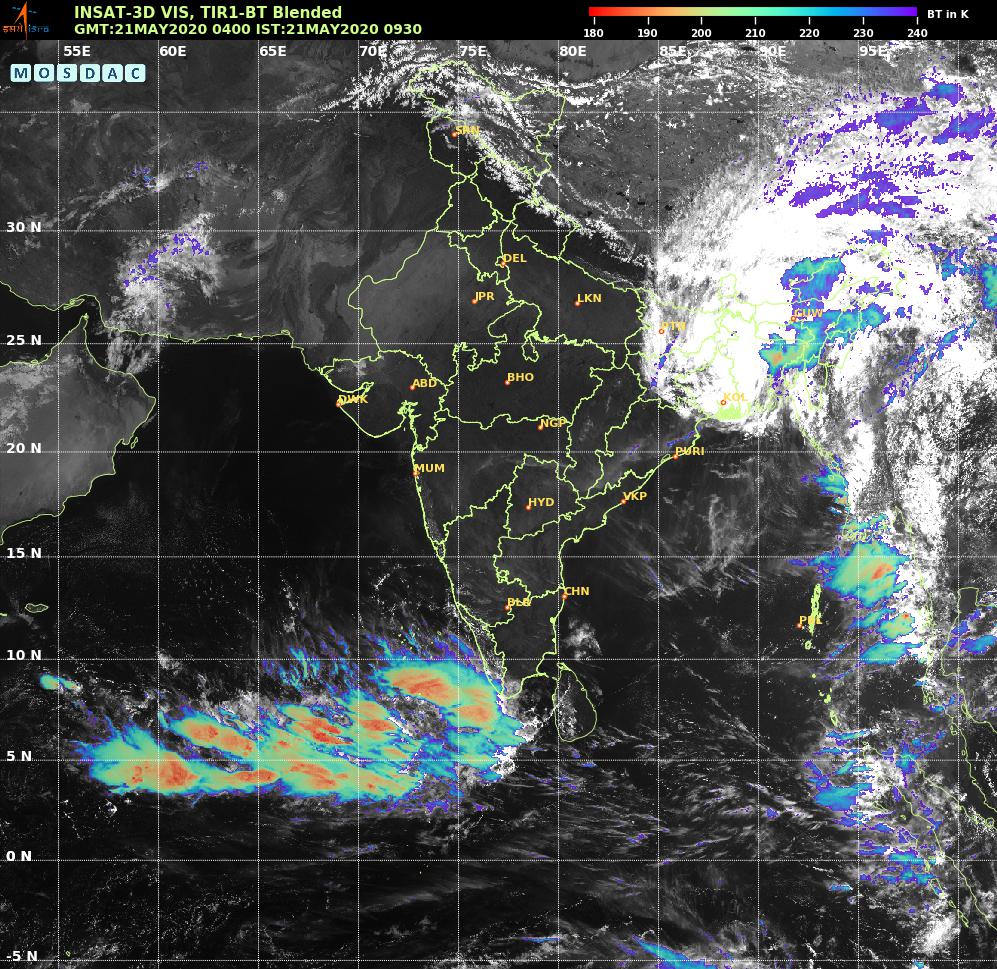 INSAT-3D VIS, TIR1-BT Blended
GMT:21MAY2020 0400 IST:21MAY2020 0930
BT in K
180 190 200 210 220 230 240
55E 60E 65E 70E 75E 80E 85E 90E 95E
M O S D A C
SRN
30 N
DEL
JPR
LKN
GUW
PTN
25 N
BHO
ABD
DWK
KOL
NGP
20 N
PURI
MUM
VKP
HYD
15 N
CHN
BLR
PBL
10 N
5 N
0 N
-5 N